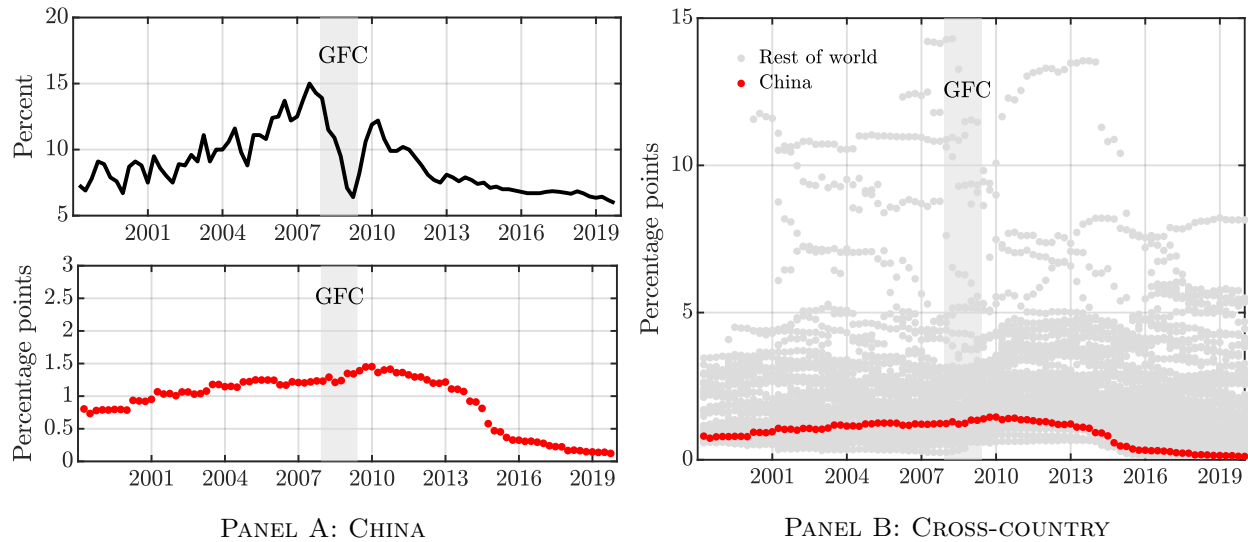 20
15
10
5
Percent
GFC
2001 2004 2007 2010 2013 2016 2019
3
2.5
2
1.5
1
0.5
0
Percentage points
GFC
2001 2004 2007 2010 2013 2016 2019
PANEL A: CHINA
15
10
5
0
Percentage points
Rest of world
China
GFC
2001 2004 2007 2010 2013 2016 2019
PANEL B: CROSS-COUNTRY